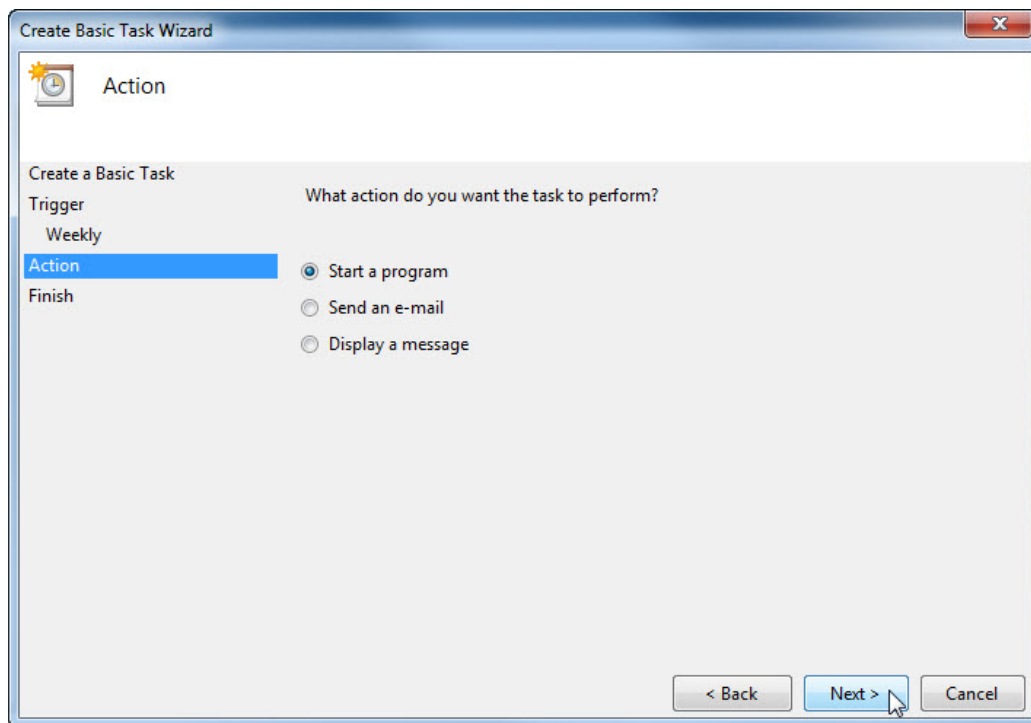 Create Basic Task Wizard
Action
Create a Basic Task
Trigger
Weekly
Action
Finish
What action do you want the task to perform?
Start a program
Send an e-mail
Display a message
< Back
Next >
Cancel